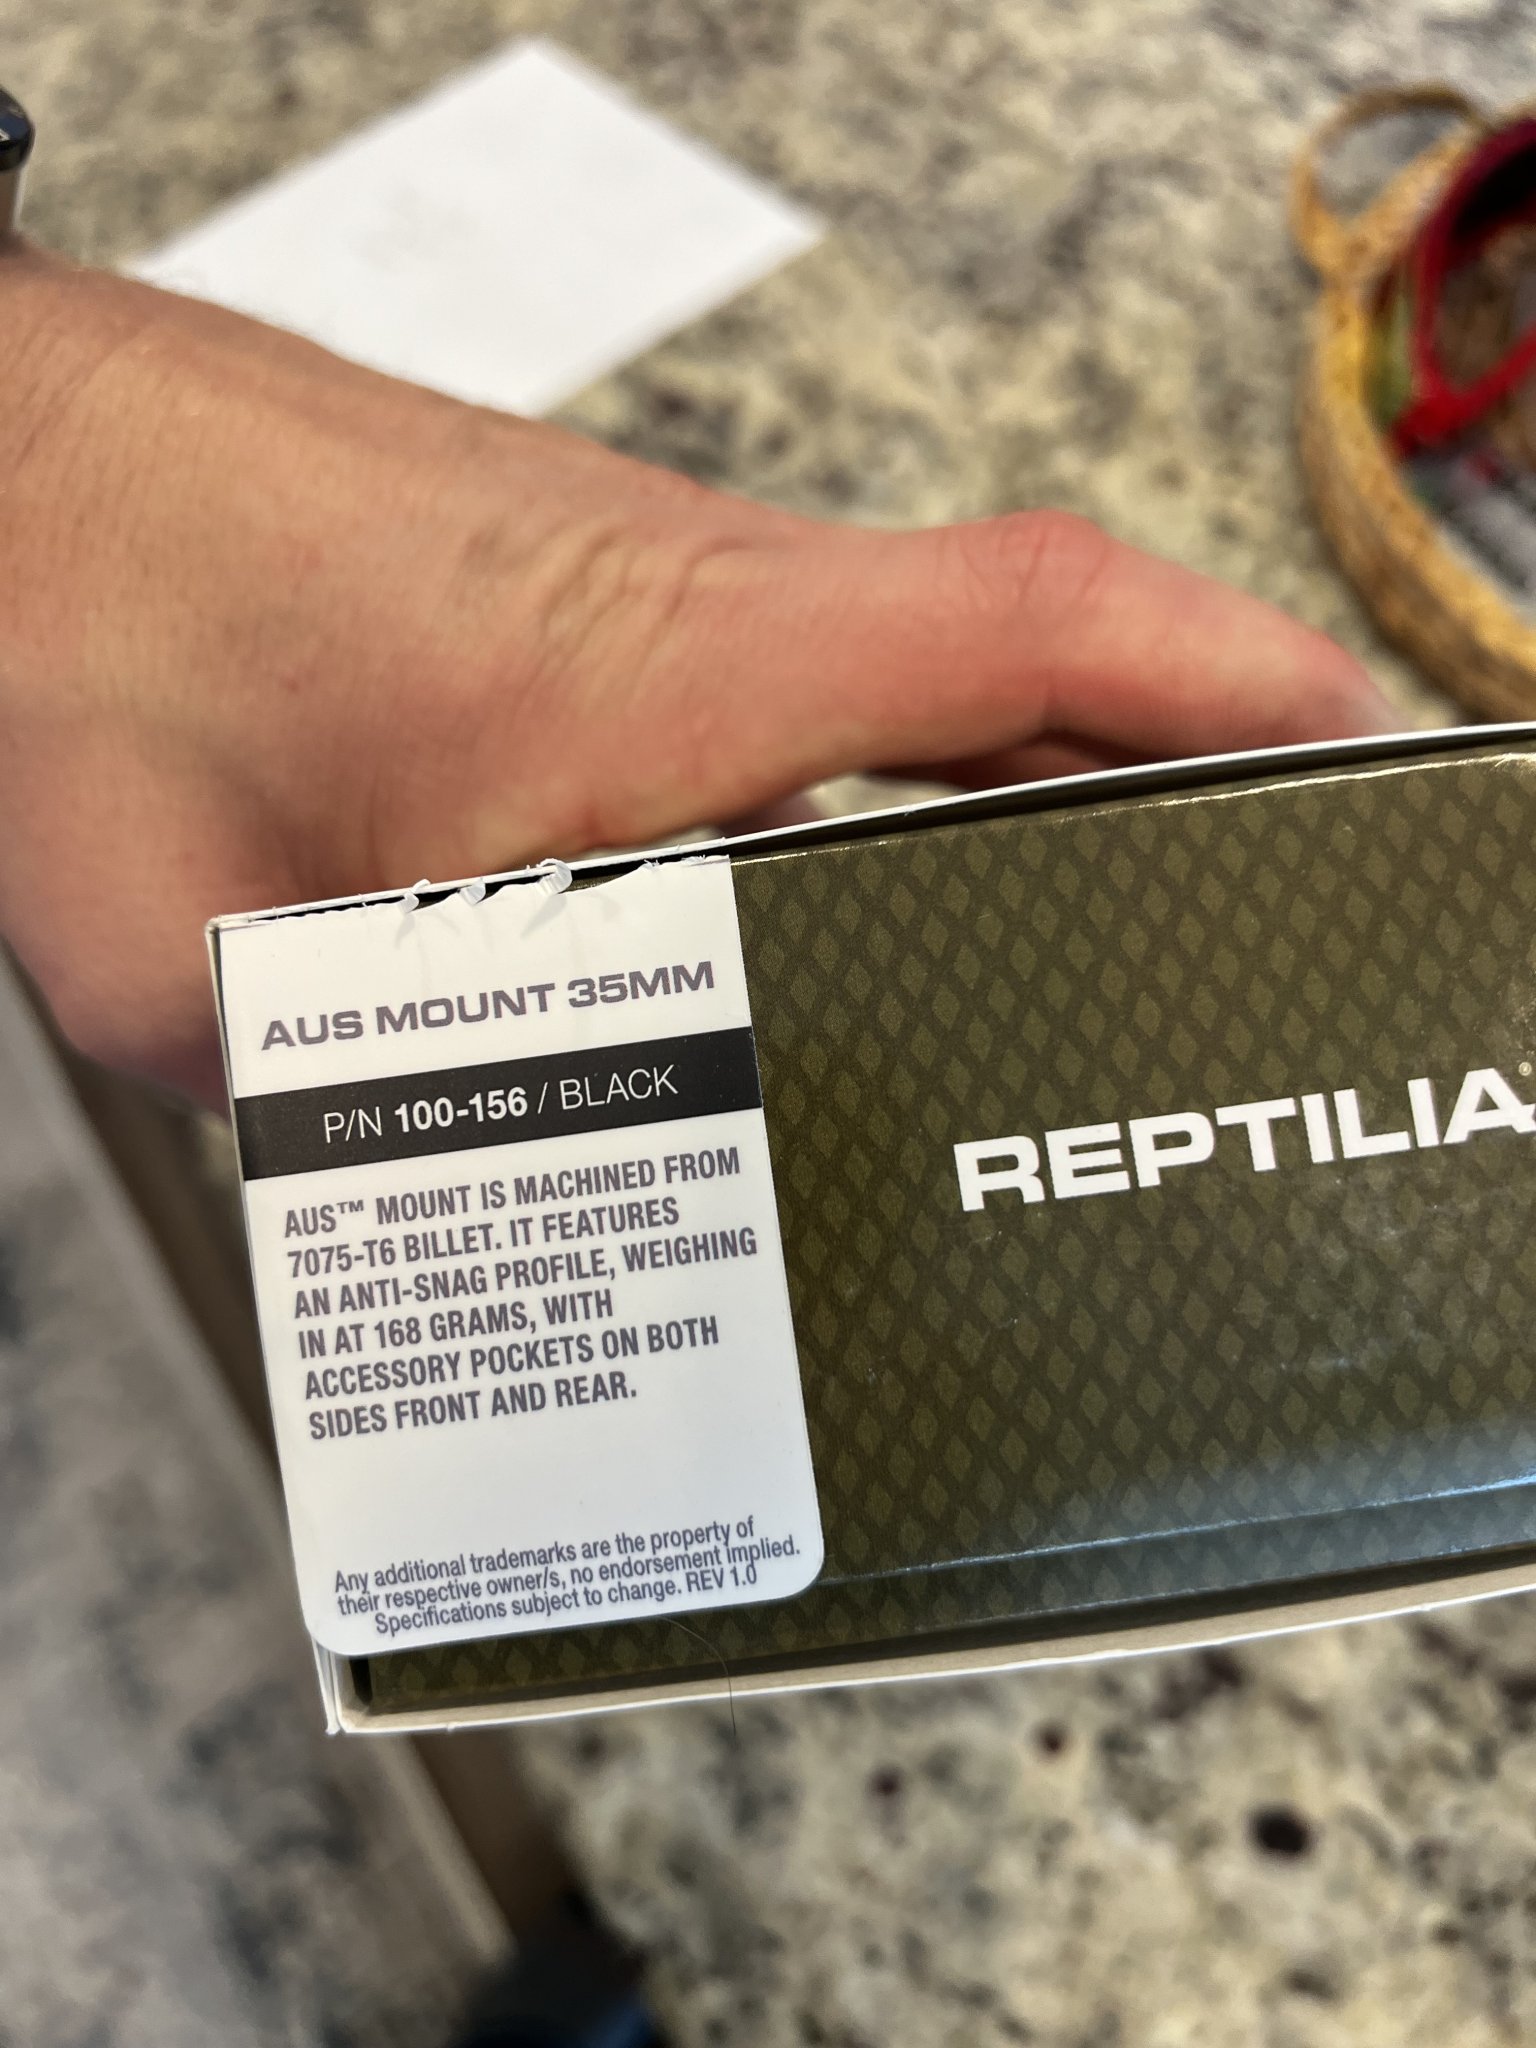 AUS MOUNT 35MM
P/N 100-156 / BLACK
AUS™ MOUNT IS MACHINED FROM
7075-T6 BILLET. IT FEATURES
AN ANTI-SNAG PROFILE, WEIGHING
IN AT 168 GRAMS, WITH
ACCESSORY POCKETS ON BOTH
SIDES FRONT AND REAR.
Any additional trademarks are the property of
their respective owner/s, no endorsement implied.
Specifications subject to change. REV 1.0
REPTILIA®